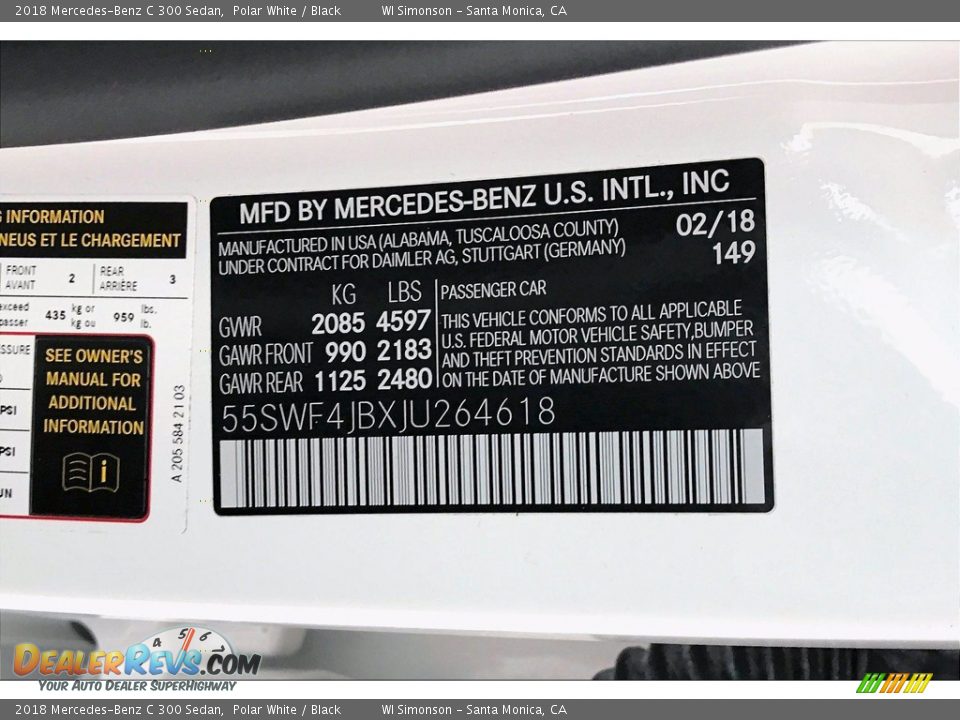 2018 Mercedes-Benz C 300 Sedan, Polar White / Black WI Simonson - Santa Monica, CA
INFORMATION
NEUS ET LE CHARGEMENT
FRONT 2 REAR 3
AVANT ARRIÈRE
435 kg or 959 lbs.
kg ou lb.
SEE OWNER'S
MANUAL FOR
ADDITIONAL
INFORMATION
i
PSI
PSI
A 205 584 21 03
MFD BY MERCEDES-BENZ U.S. INTL., INC
MANUFACTURED IN USA (ALABAMA, TUSCALOOSA COUNTY) 02/18
UNDER CONTRACT FOR DAIMLER AG, STUTTGART (GERMANY) 149
KG LBS PASSENGER CAR
GVWR 2085 4597
GAWR FRONT 990 2183
GAWR REAR 1125 2480
THIS VEHICLE CONFORMS TO ALL APPLICABLE
U.S. FEDERAL MOTOR VEHICLE SAFETY,BUMPER
AND THEFT PREVENTION STANDARDS IN EFFECT
ON THE DATE OF MANUFACTURE SHOWN ABOVE
55SWF4JBXJU264618
4 5 6 7
DEALERREVS.COM
YOUR AUTO DEALER SUPERHIGHWAY
2018 Mercedes-Benz C 300 Sedan, Polar White / Black WI Simonson - Santa Monica, CA